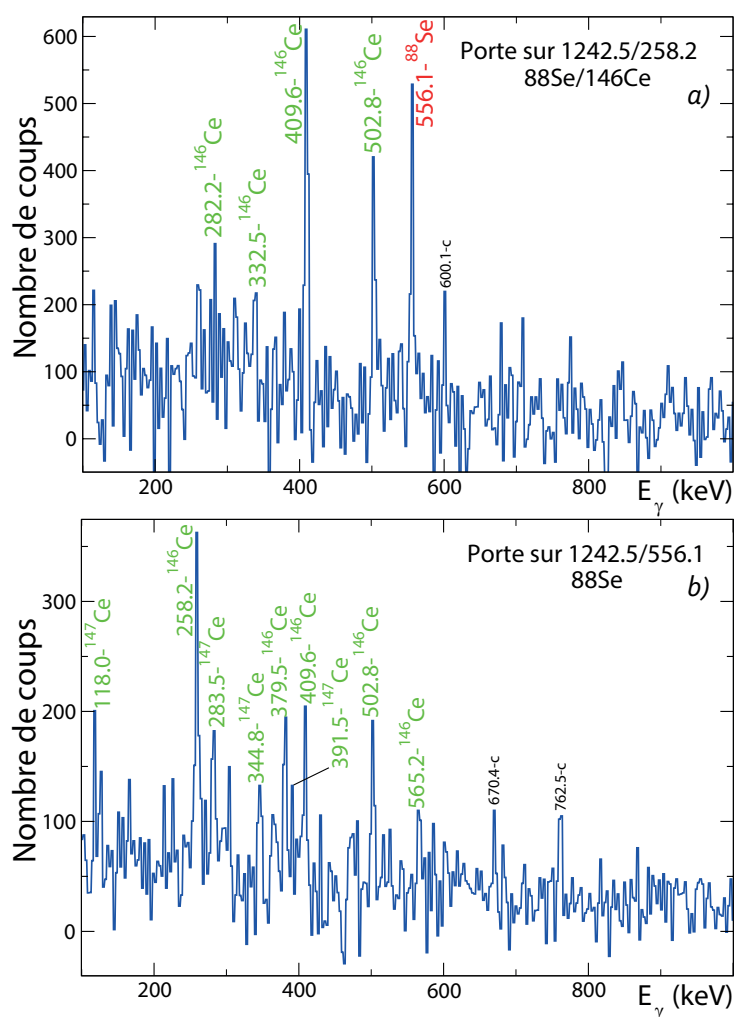 Porte sur 1242.5/258.2
88Se/146Ce
a)
Nombre de coups
600
500
400
300
200
100
0
282.2-146Ce
332.5-146Ce
409.6-146Ce
502.8-146Ce
556.1-88Se
600.1-c
200
400
600
800
Eγ (keV)
Porte sur 1242.5/556.1
88Se
b)
Nombre de coups
300
200
100
0
118.0-147Ce
258.2-146Ce
283.5-147Ce
344.8-147Ce
379.5-146Ce
409.6-146Ce
391.5-147Ce
502.8-146Ce
565.2-146Ce
670.4-c
762.5-c
200
400
600
800
Eγ (keV)